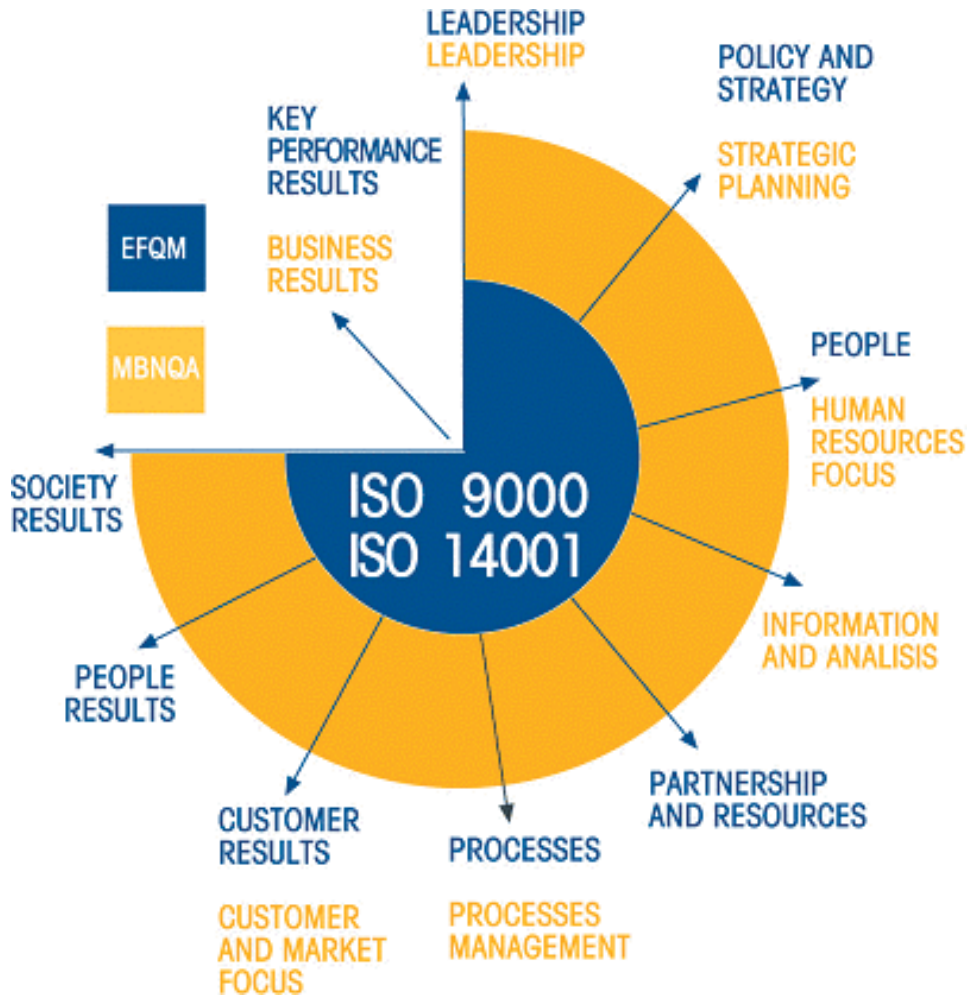 LEADERSHIP
LEADERSHIP
POLICY AND
STRATEGY
STRATEGIC
PLANNING
KEY
PERFORMANCE
RESULTS
BUSINESS
RESULTS
EFQM
MBNQA
PEOPLE
HUMAN
RESOURCES
FOCUS
SOCIETY
RESULTS
ISO 9000
ISO 14001
INFORMATION
AND ANALISIS
PEOPLE
RESULTS
PARTNERSHIP
AND RESOURCES
CUSTOMER
RESULTS
CUSTOMER
AND MARKET
FOCUS
PROCESSES
PROCESSES
MANAGEMENT